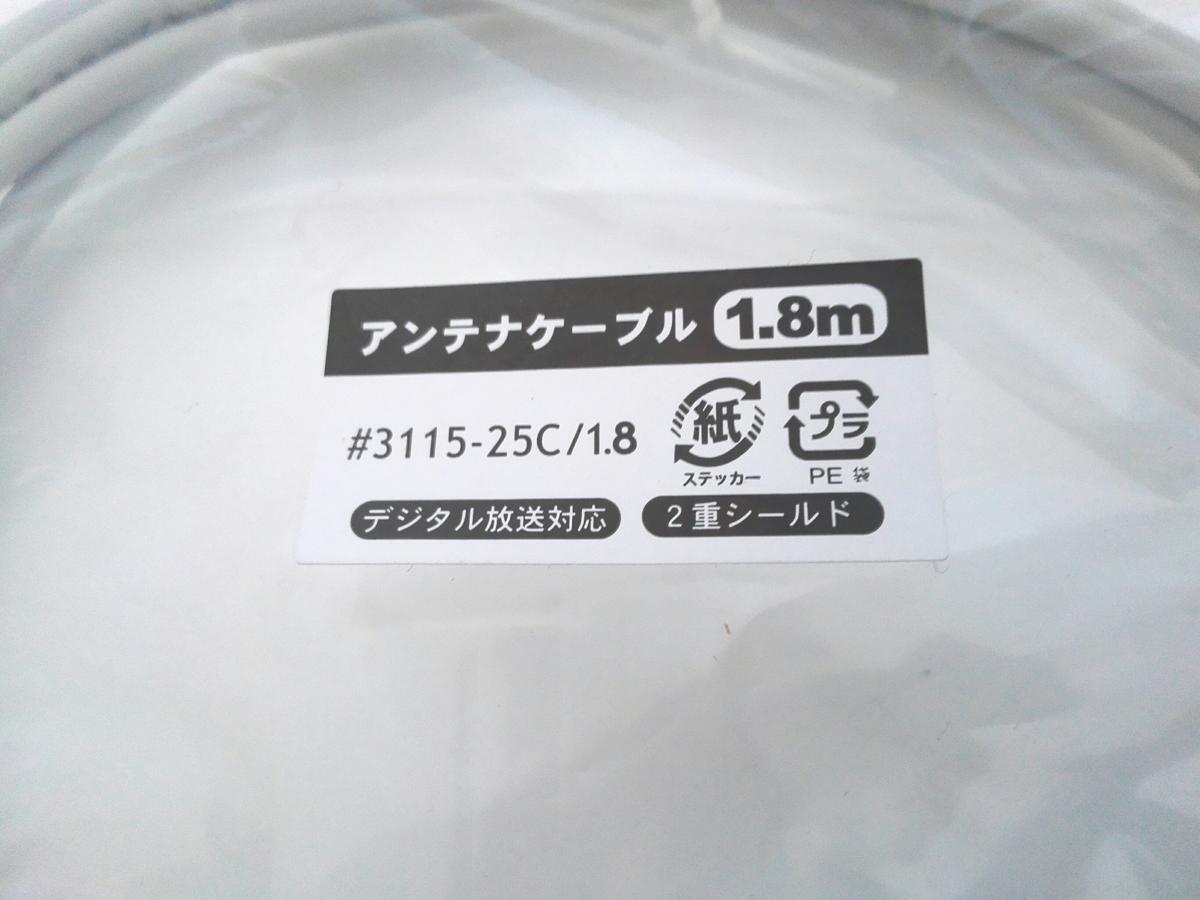 アンテナケーブル 1.8m
#3115-25C/1.8 紙 プラ
ステッカー PE 袋
デジタル放送対応 2重シールド